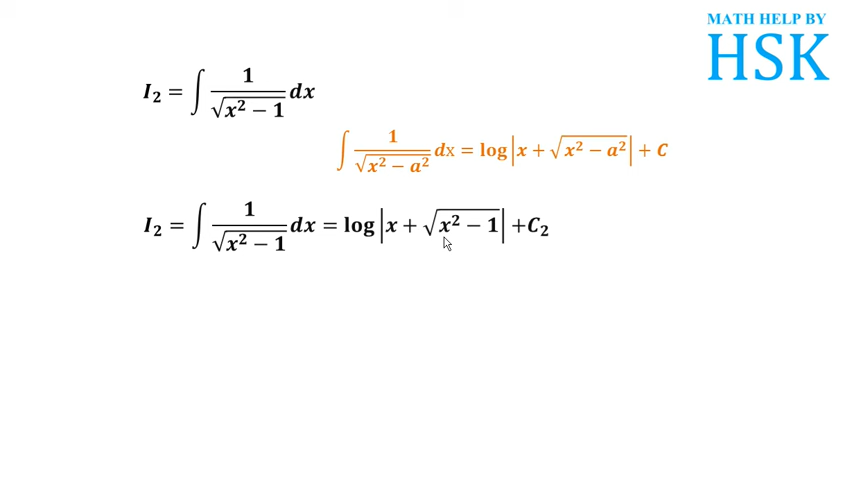 MATH HELP BY
HSK
I₂ = ∫ 1/√(x² − 1) dx
∫ 1/√(x² − a²) dx = log|x + √(x² − a²)| + C
I₂ = ∫ 1/√(x² − 1) dx = log|x + √(x² − 1)| +C₂